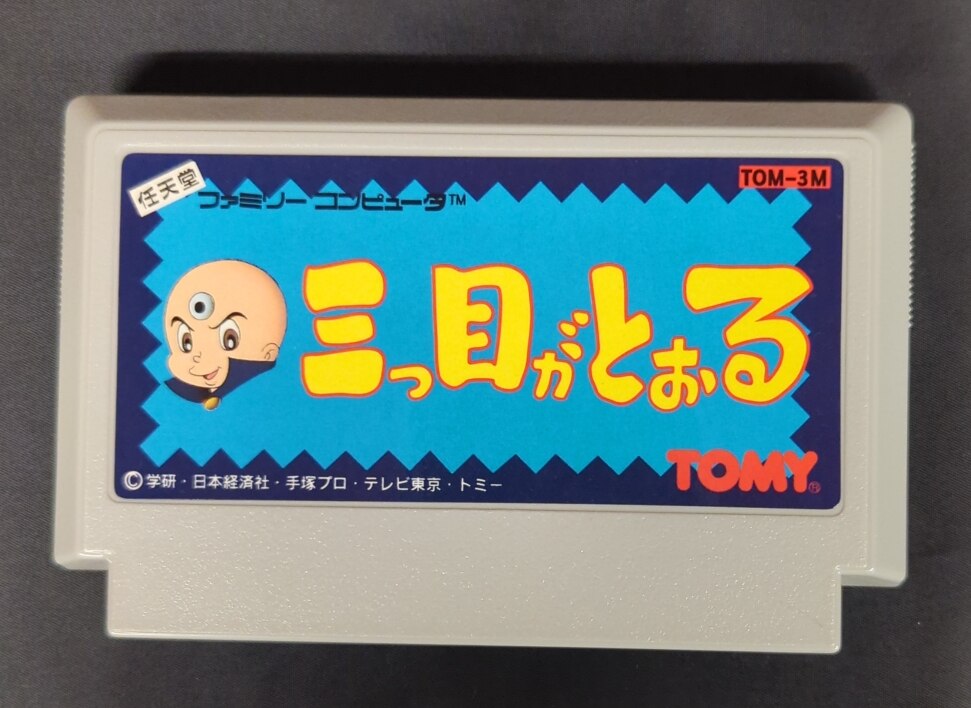 任天堂
ファミリーコンピュータ™
TOM-3M
三つ目がとおる
TOMY®
©学研・日本経済社・手塚プロ・テレビ東京・トミー